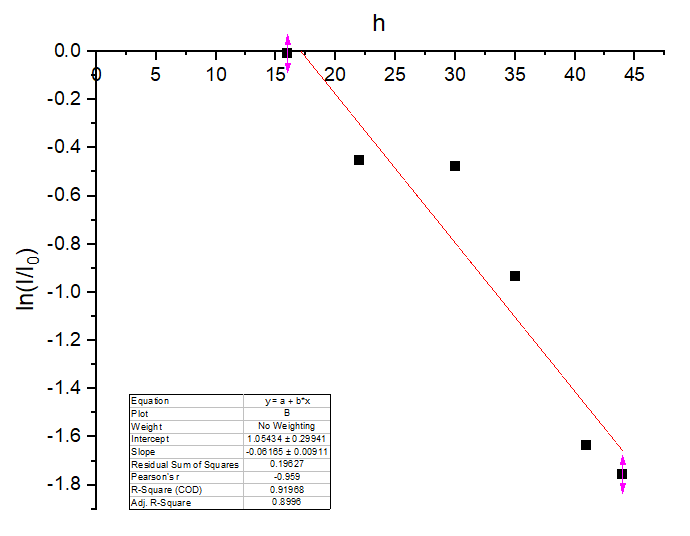 h
0.0
0 5 10 15 20 25 30 35 40 45
-0.2
-0.4
-0.6
-0.8
-1.0
-1.2
-1.4
-1.6
-1.8
ln(I/I₀)
Equation y = a + b*x
Plot B
Weight No Weighting
Intercept 1.05434 ± 0.29941
Slope -0.06165 ± 0.00911
Residual Sum of Squares 0.19627
Pearson's r -0.959
R-Square (COD) 0.91968
Adj. R-Square 0.8996